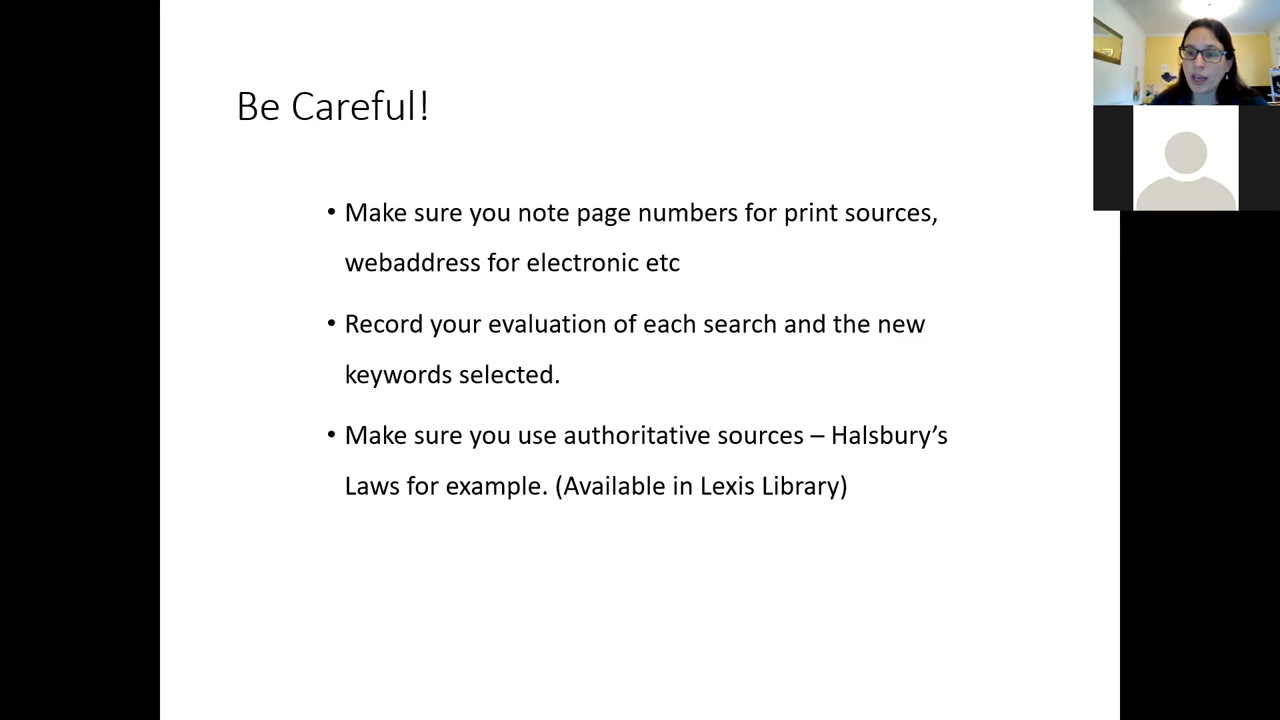 Be Careful!
• Make sure you note page numbers for print sources,
webaddress for electronic etc
• Record your evaluation of each search and the new
keywords selected.
• Make sure you use authoritative sources – Halsbury’s
Laws for example. (Available in Lexis Library)